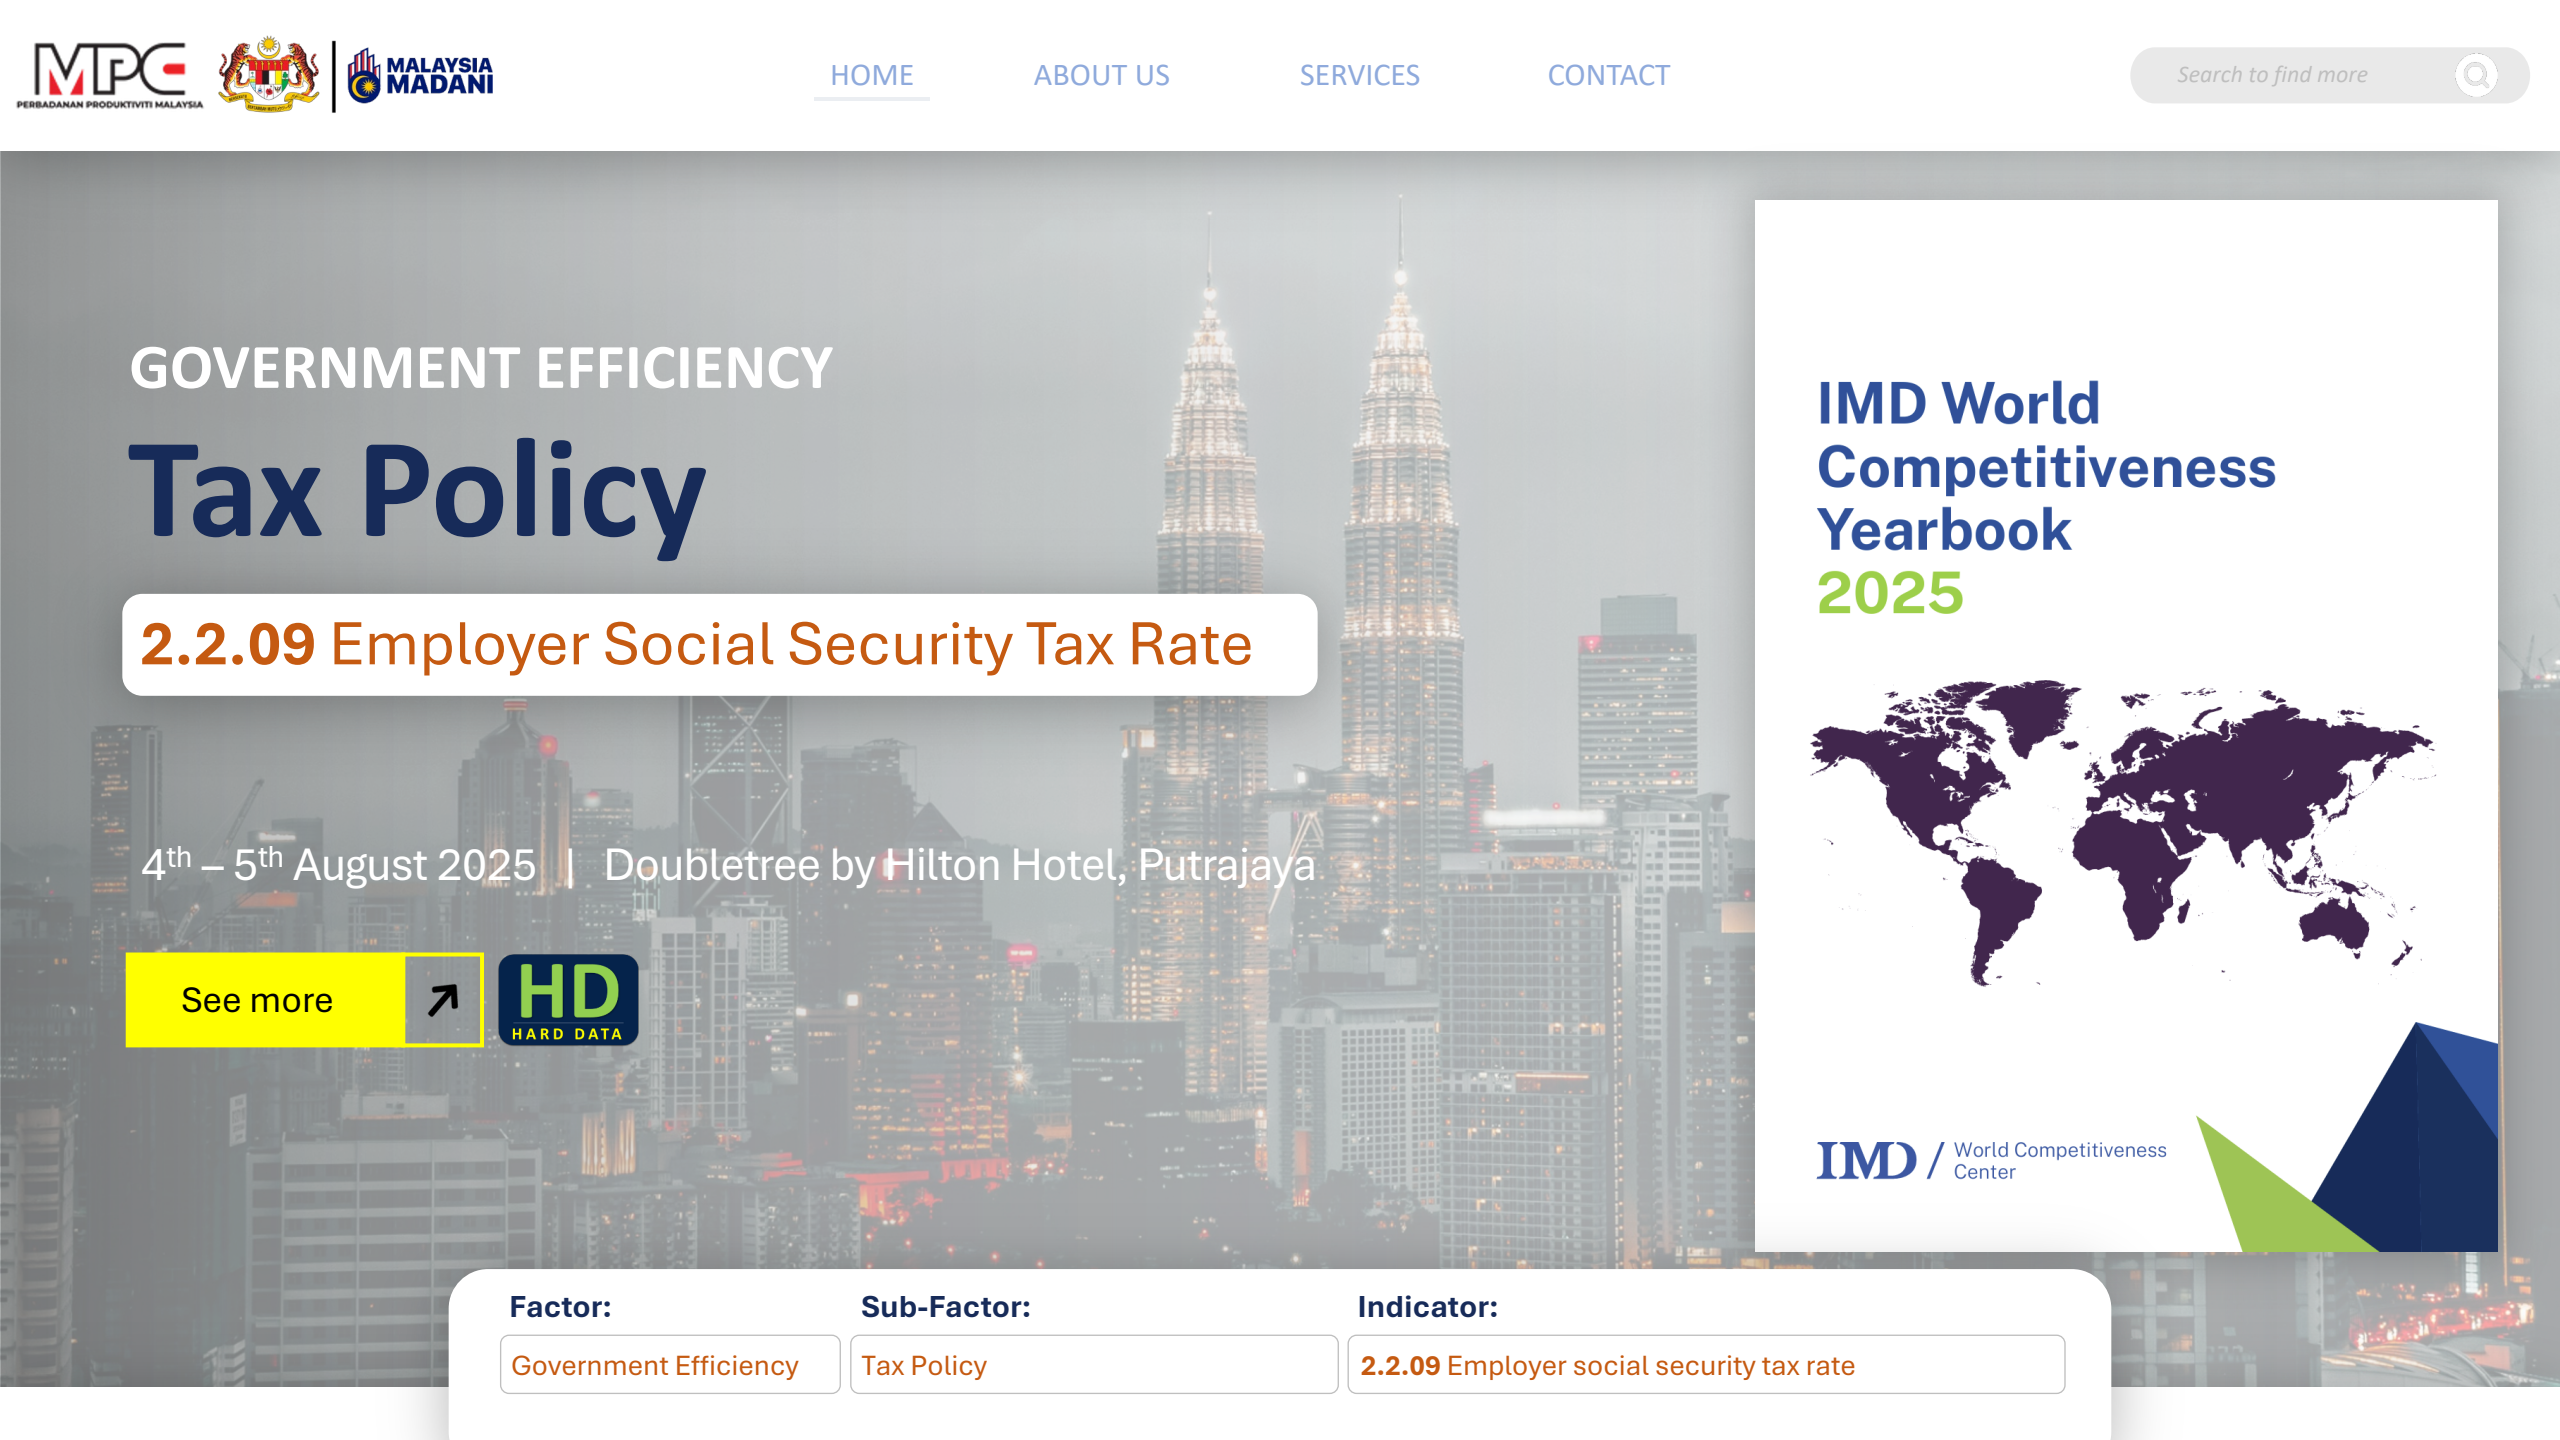 MPC
PERBADANAN PRODUKTIVITI MALAYSIA
MALAYSIA
MADANI
HOME
ABOUT US
SERVICES
CONTACT
Search to find more
GOVERNMENT EFFICIENCY
Tax Policy
2.2.09 Employer Social Security Tax Rate
4th – 5th August 2025 | Doubletree by Hilton Hotel, Putrajaya
See more
HD
HARD DATA
IMD World
Competitiveness
Yearbook
2025
IMD / World Competitiveness
Center
Factor:
Sub-Factor:
Indicator:
Government Efficiency
Tax Policy
2.2.09 Employer social security tax rate